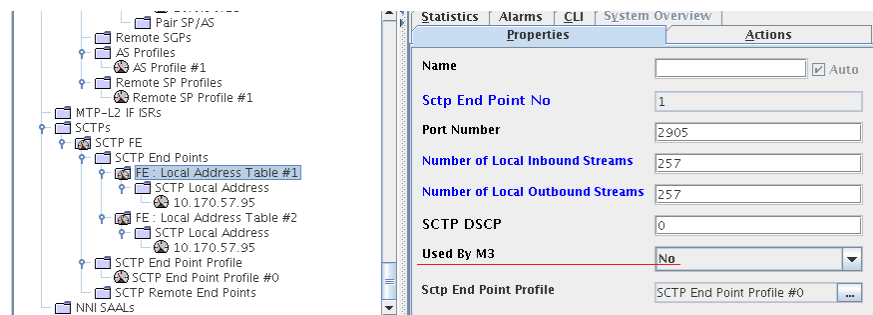 Pair SP/AS
Remote SGPs
AS Profiles
AS Profile #1
Remote SP Profiles
Remote SP Profile #1
MTP-L2 IF ISRs
SCTPs
SCTP FE
SCTP End Points
FE : Local Address Table #1
SCTP Local Address
10.170.57.95
FE : Local Address Table #2
SCTP Local Address
10.170.57.95
SCTP End Point Profile
SCTP End Point Profile #0
SCTP Remote End Points
NNI SAALs
Statistics Alarms CLI System Overview
Properties Actions
Name Auto
Sctp End Point No 1
Port Number 2905
Number of Local Inbound Streams 257
Number of Local Outbound Streams 257
SCTP DSCP 0
Used By M3 No
Sctp End Point Profile SCTP End Point Profile #0 ...